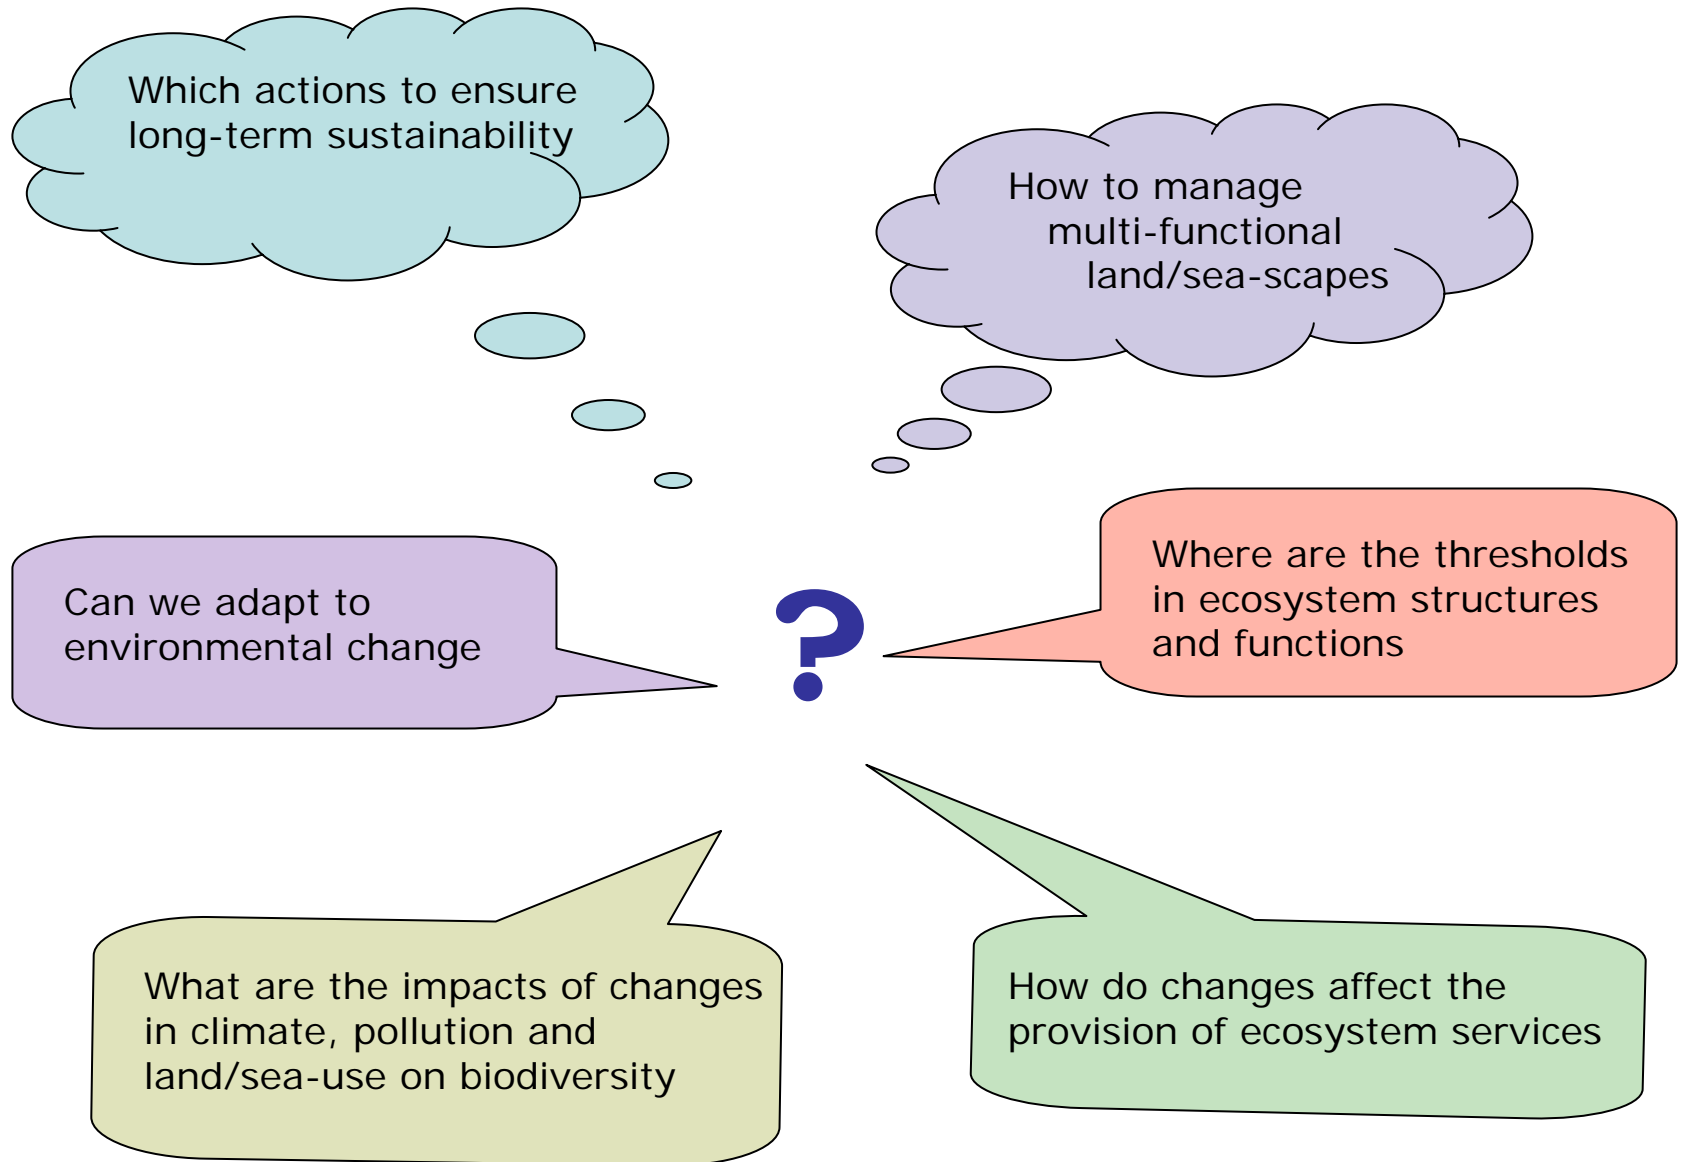 Which actions to ensure
long-term sustainability
How to manage
multi-functional
land/sea-scapes
Can we adapt to
environmental change
?
Where are the thresholds
in ecosystem structures
and functions
What are the impacts of changes
in climate, pollution and
land/sea-use on biodiversity
How do changes affect the
provision of ecosystem services